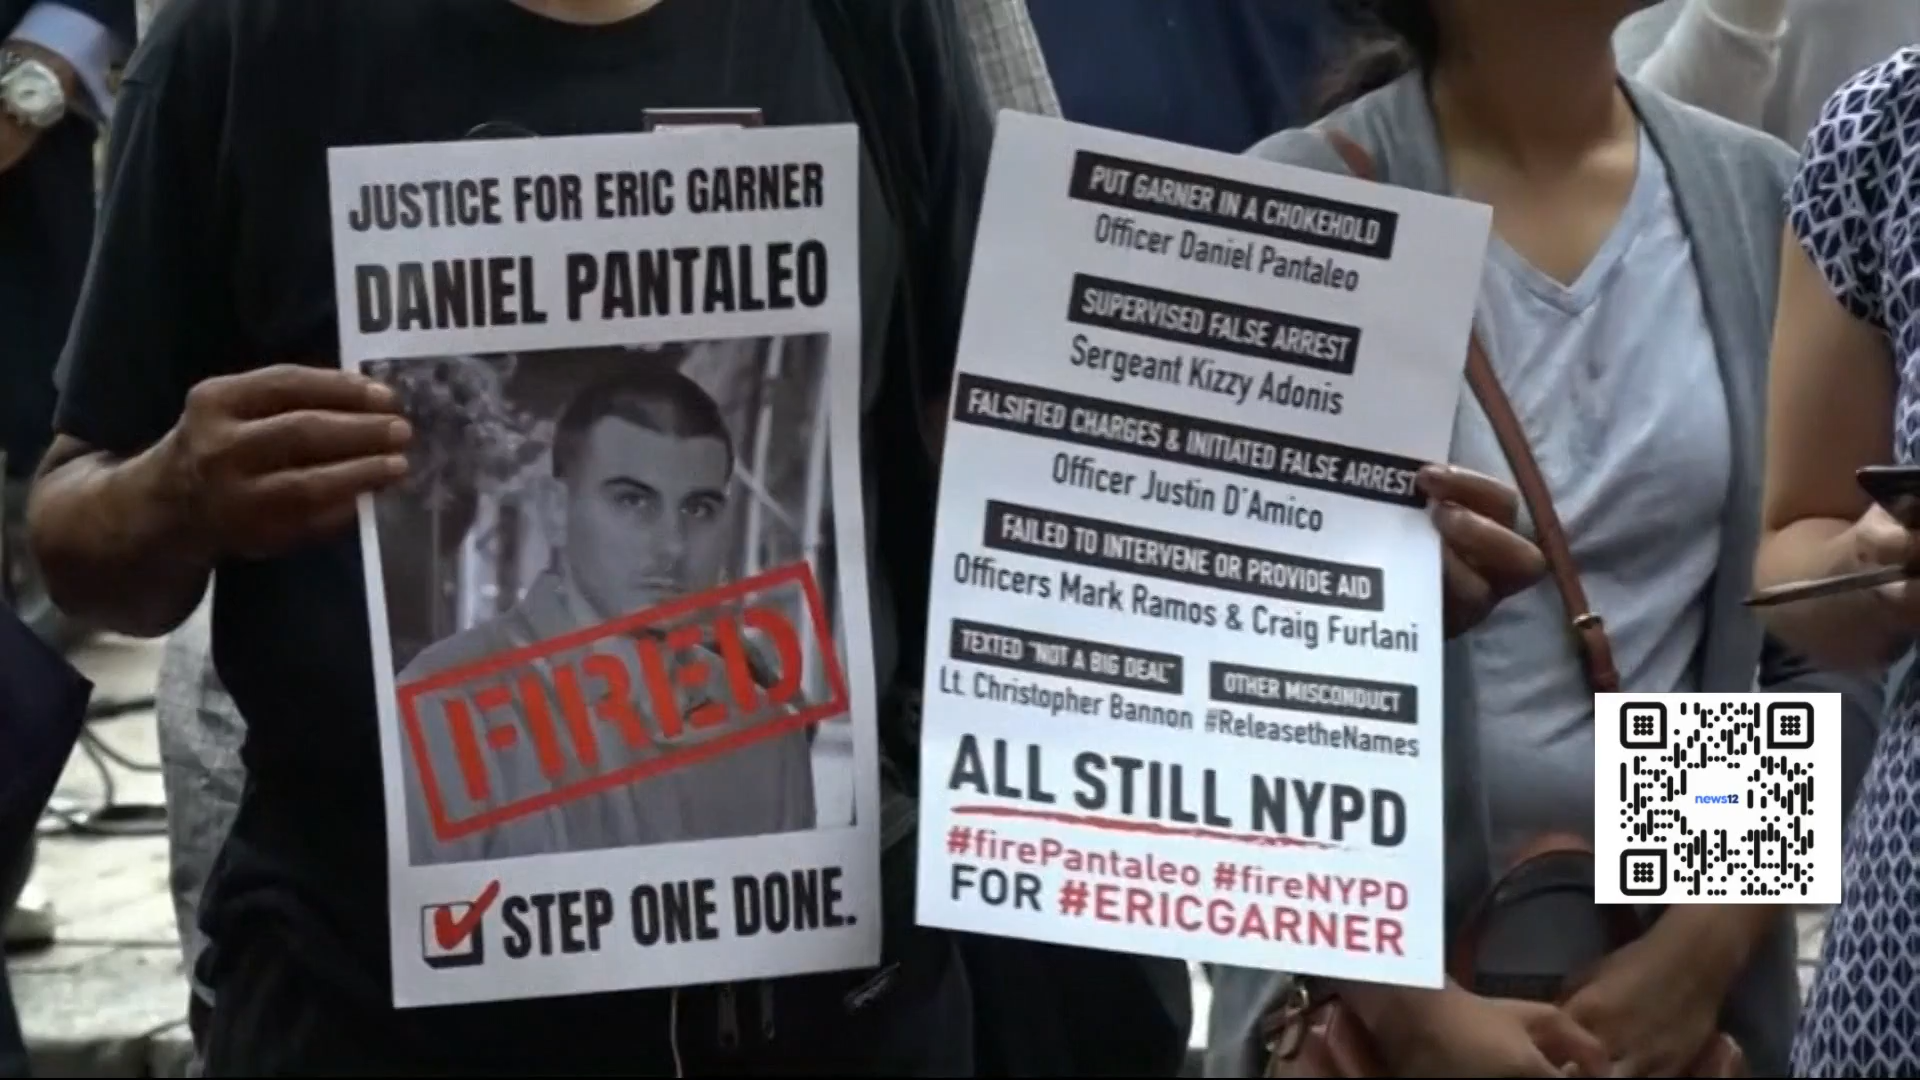 JUSTICE FOR ERIC GARNER
DANIEL PANTALEO
FIRED
STEP ONE DONE.
PUT GARNER IN A CHOKEHOLD
Officer Daniel Pantaleo
SUPERVISED FALSE ARREST
Sergeant Kizzy Adonis
FALSIFIED CHARGES & INITIATED FALSE ARREST
Officer Justin D'Amico
FAILED TO INTERVENE OR PROVIDE AID
Officers Mark Ramos & Craig Furlani
TEXTED "NOT A BIG DEAL"
Lt. Christopher Bannon
OTHER MISCONDUCT
#ReleasetheNames
ALL STILL NYPD
#firePantaleo #fireNYPD
FOR #ERICGARNER
news12